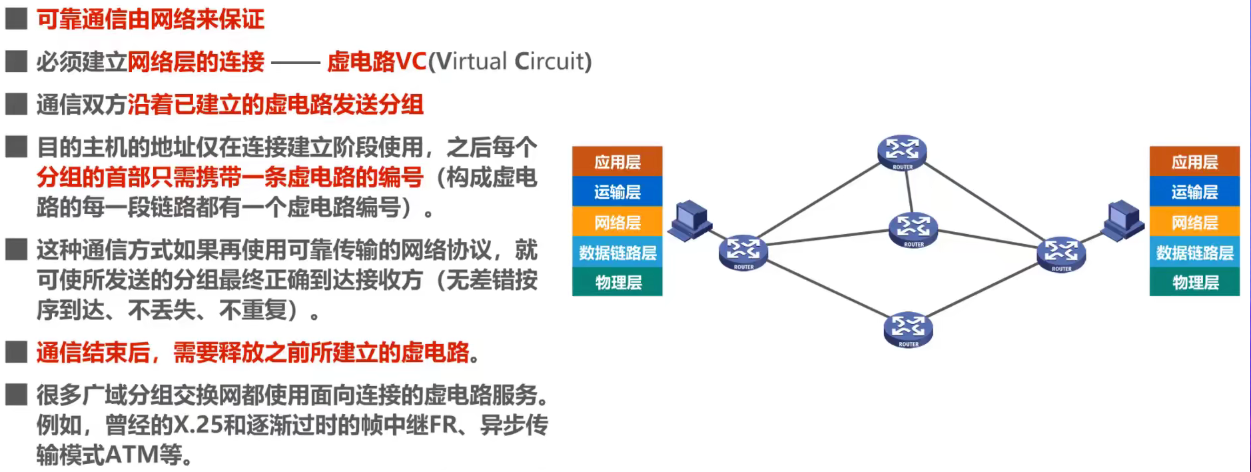 可靠通信由网络来保证
必须建立网络层的连接 —— 虚电路VC(Virtual Circuit)
通信双方沿着已建立的虚电路发送分组
目的主机的地址仅在连接建立阶段使用，之后每个
分组的首部只需携带一条虚电路的编号（构成虚电
路的每一段链路都有一个虚电路编号）。
这种通信方式如果再使用可靠传输的网络协议，就
可使所发送的分组最终正确到达接收方（无差错按
序到达、不丢失、不重复）。
通信结束后，需要释放之前所建立的虚电路。
很多广域分组交换网都使用面向连接的虚电路服务。
例如，曾经的X.25和逐渐过时的帧中继FR、异步传
输模式ATM等。
应用层
运输层
网络层
数据链路层
物理层
ROUTER
ROUTER
ROUTER
ROUTER
ROUTER
应用层
运输层
网络层
数据链路层
物理层